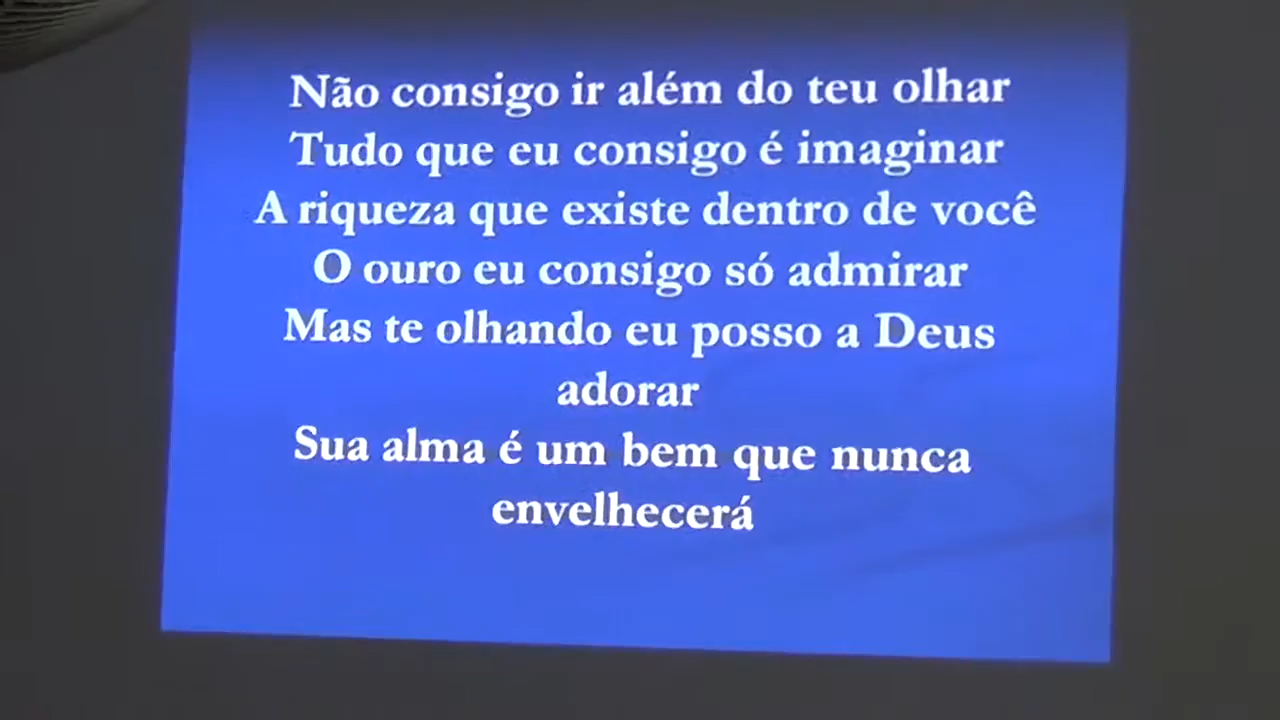 Não consigo ir além do teu olhar
Tudo que eu consigo é imaginar
A riqueza que existe dentro de você
O ouro eu consigo só admirar
Mas te olhando eu posso a Deus
adorar
Sua alma é um bem que nunca
envelhecerá